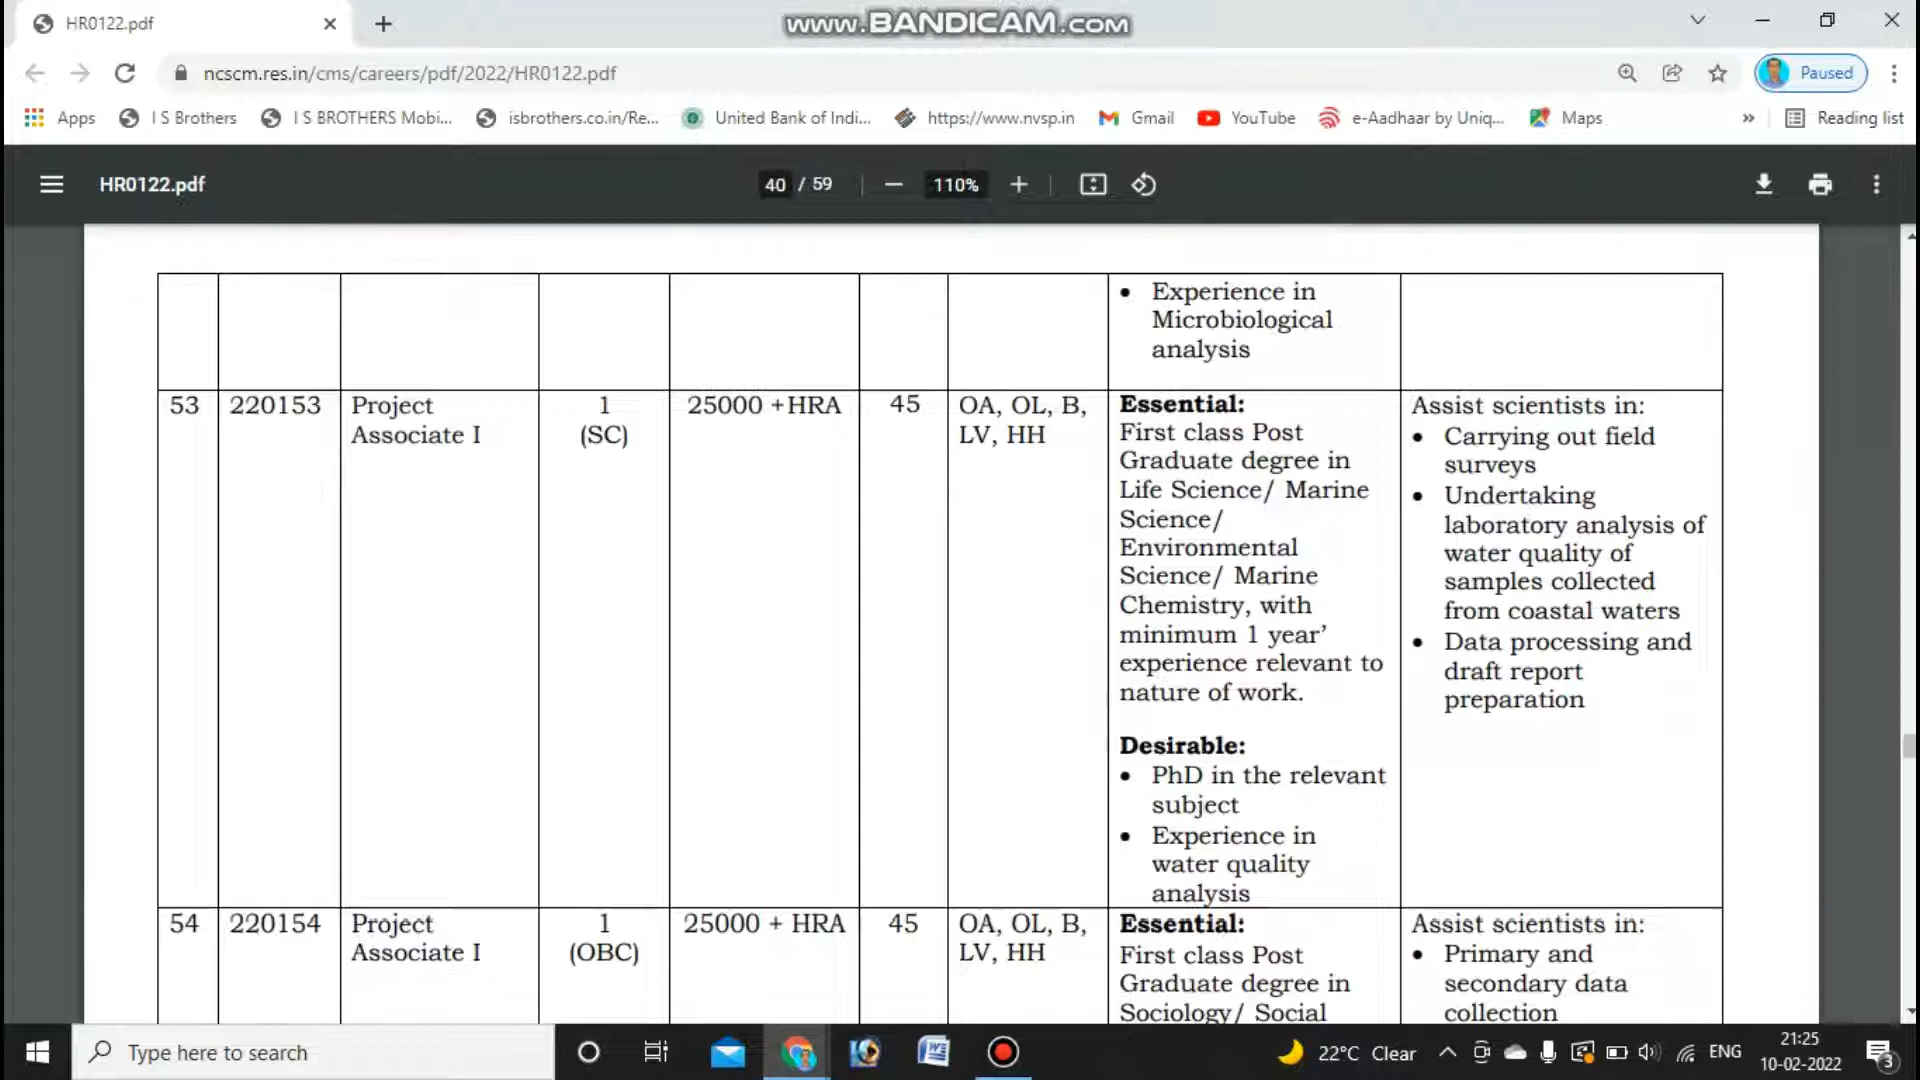 HR0122.pdf
www.BANDICAM.com
ncscm.res.in/cms/careers/pdf/2022/HR0122.pdf
Paused
Apps
I S Brothers
I S BROTHERS Mobi...
isbrothers.co.in/Re...
United Bank of Indi...
https://www.nvsp.in
Gmail
YouTube
e-Aadhaar by Uniq...
Maps
»
Reading list
HR0122.pdf
40 / 59
110%
• Experience in
Microbiological
analysis
53
220153
Project
Associate I
1
(SC)
25000 +HRA
45
OA, OL, B,
LV, HH
Essential:
First class Post
Graduate degree in
Life Science/ Marine
Science/
Environmental
Science/ Marine
Chemistry, with
minimum 1 year’
experience relevant to
nature of work.
Desirable:
• PhD in the relevant
subject
• Experience in
water quality
analysis
Assist scientists in:
• Carrying out field
surveys
• Undertaking
laboratory analysis of
water quality of
samples collected
from coastal waters
• Data processing and
draft report
preparation
54
220154
Project
Associate I
1
(OBC)
25000 + HRA
45
OA, OL, B,
LV, HH
Essential:
First class Post
Graduate degree in
Sociology/ Social
Assist scientists in:
• Primary and
secondary data
collection
Type here to search
22°C Clear
ENG
21:25
10-02-2022
3